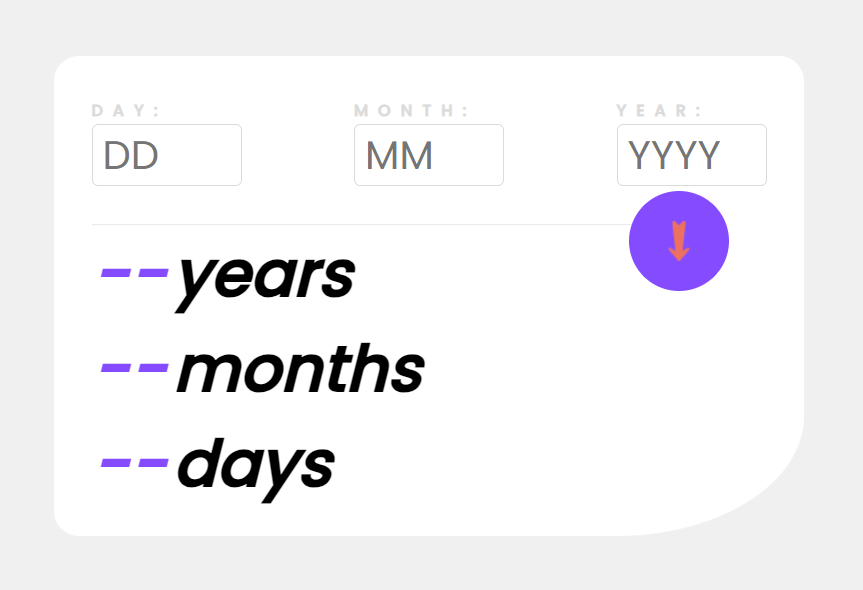 DAY: MONTH: YEAR:
DD MM YYYY
--years
--months
--days